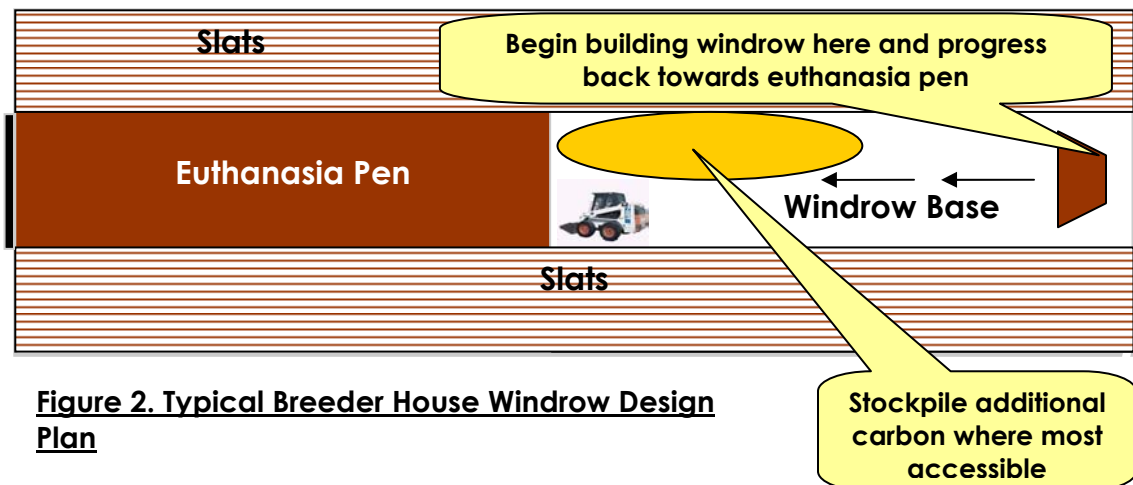 Slats
Begin building windrow here and progress
back towards euthanasia pen
Euthanasia Pen
Windrow Base
Slats
Figure 2. Typical Breeder House Windrow Design
Plan
Stockpile additional
carbon where most
accessible